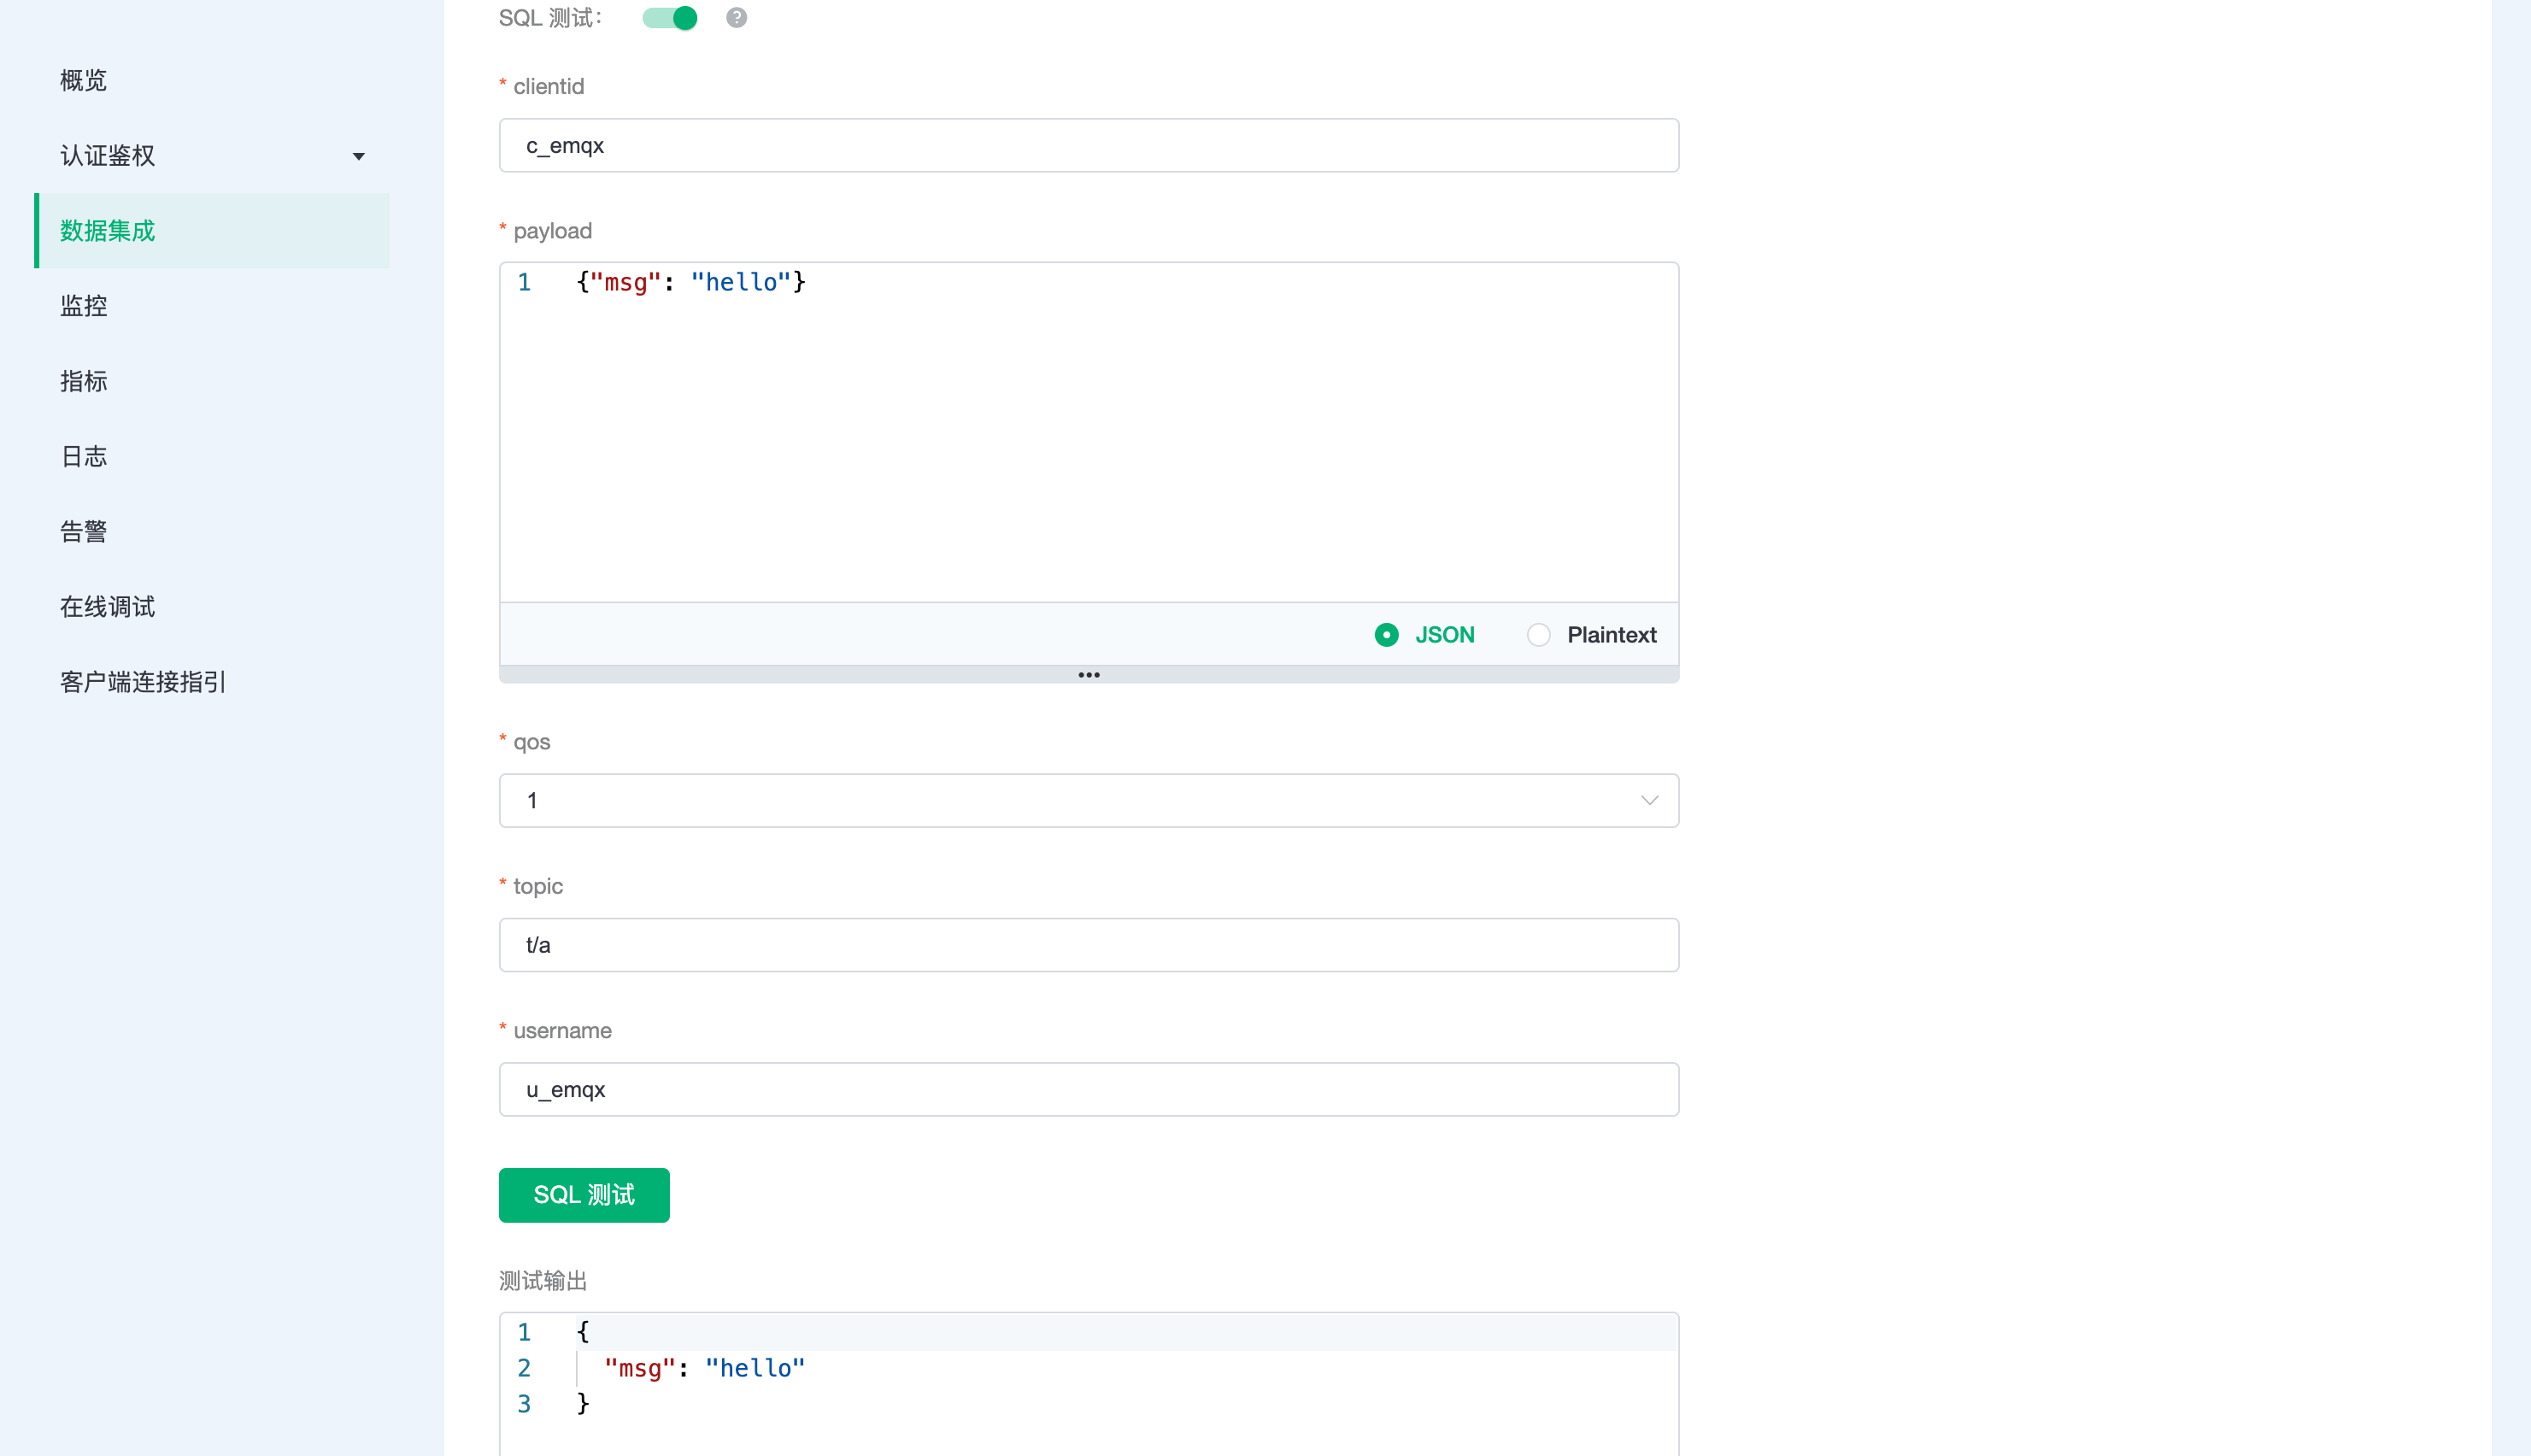 概览
认证鉴权
数据集成
监控
指标
日志
告警
在线调试
客户端连接指引
SQL 测试：
* clientid
c_emqx
* payload
1 {"msg": "hello"}
JSON Plaintext
* qos
1
* topic
t/a
* username
u_emqx
SQL 测试
测试输出
1 {
2 "msg": "hello"
3 }